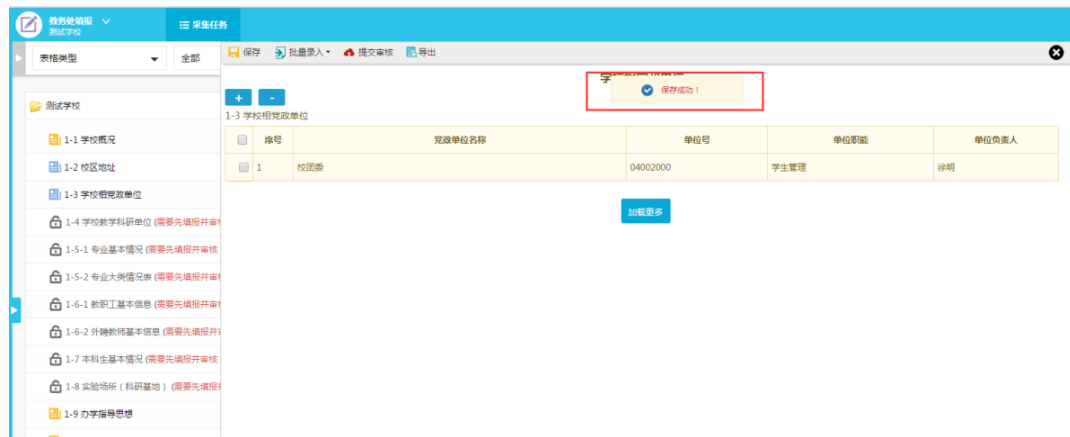 教务处填报
测试学校
采集任务
表格类型
全部
保存 批量录入 提交审核 导出
保存成功！
+ -
1-3 学校相党政单位
序号 党政单位名称 单位号 单位职能 单位负责人
1 校团委 04002000 学生管理 徐明
加载更多
测试学校
1-1 学校概况
1-2 校区地址
1-3 学校相党政单位
1-4 学校教学科研单位 (需要先填报并审
1-5-1 专业基本情况 (需要先填报并审核
1-5-2 专业大类情况表 (需要先填报并审
1-6-1 教职工基本信息 (需要先填报并审
1-6-2 外聘教师基本信息 (需要先填报并
1-7 本科生基本情况 (需要先填报并审核
1-8 实验场所（科研基地） (需要先填报
1-9 办学指导思想